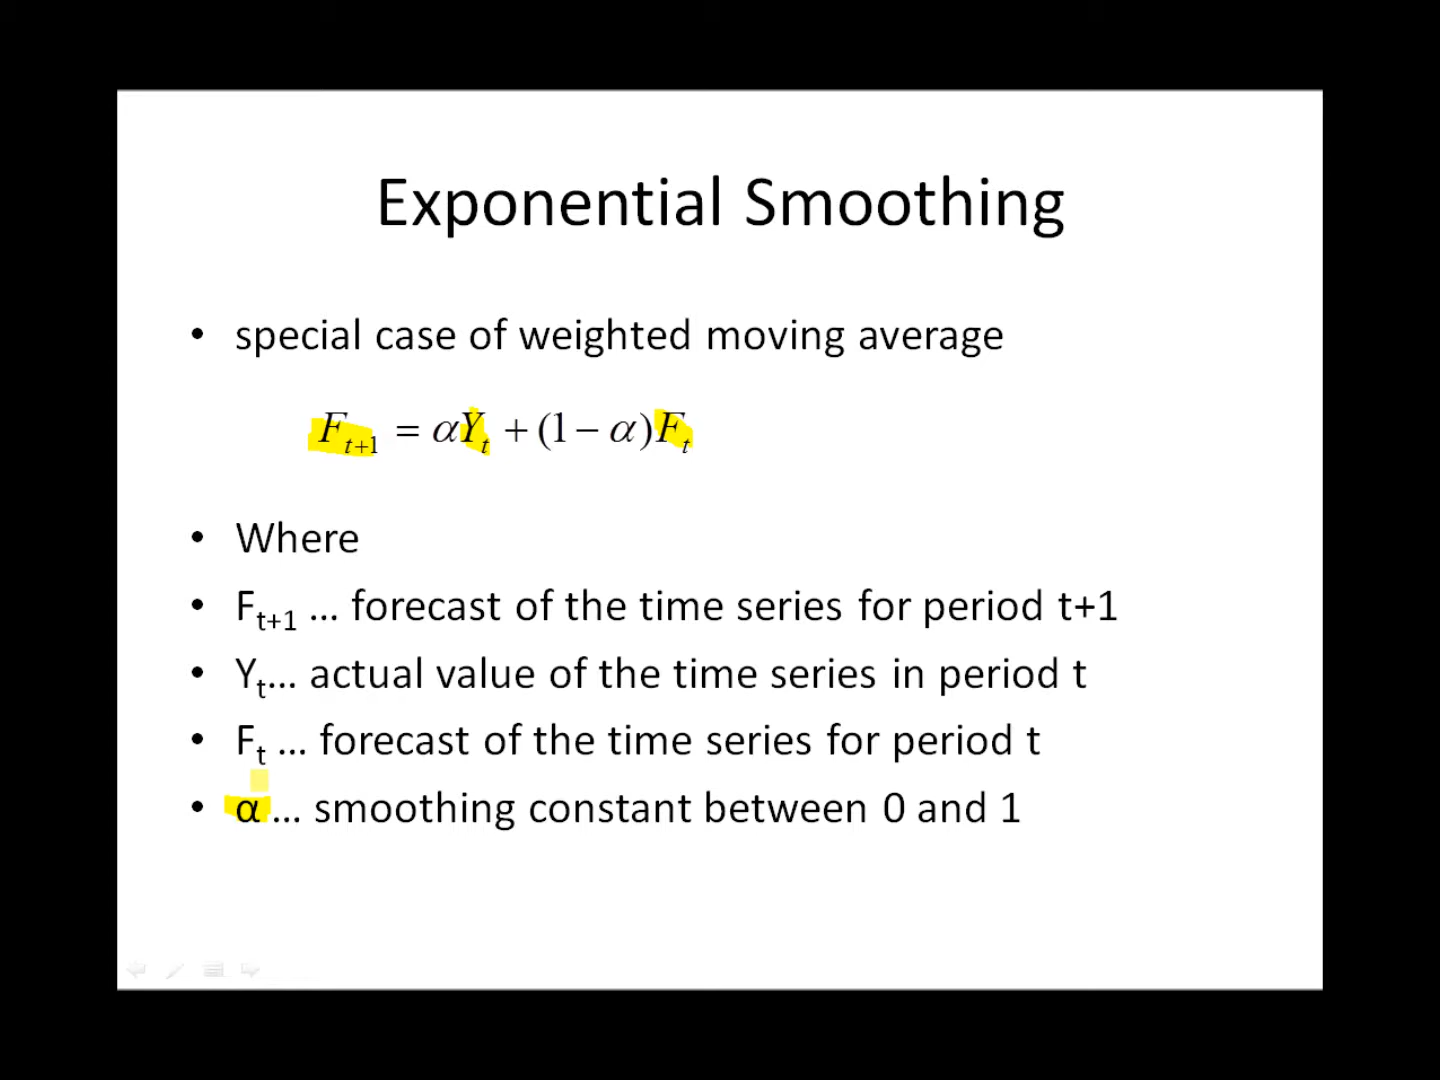 Exponential Smoothing
• special case of weighted moving average
Fₜ₊₁ = αYₜ + (1 − α)Fₜ
• Where
• Fₜ₊₁ ... forecast of the time series for period t+1
• Yₜ... actual value of the time series in period t
• Fₜ ... forecast of the time series for period t
• α ... smoothing constant between 0 and 1